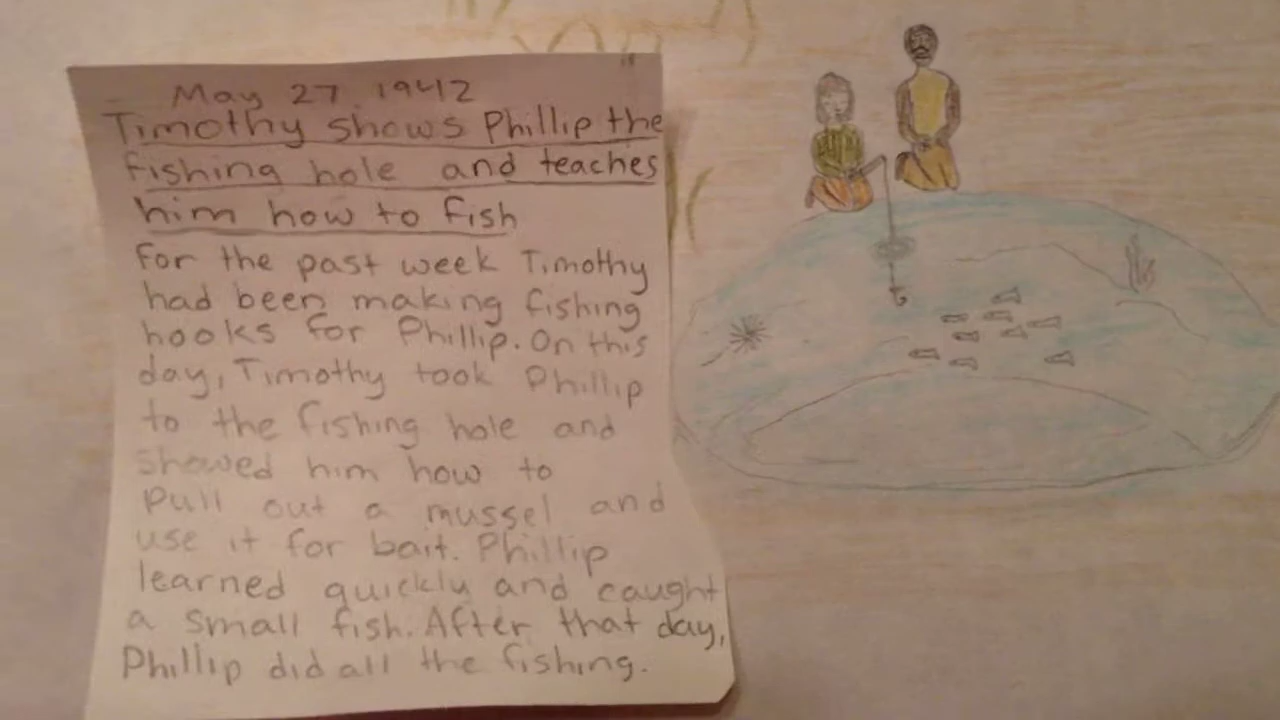 May 27 1942
Timothy shows Phillip the
fishing hole and teaches
him how to fish
For the past week Timothy
had been making fishing
hooks for Phillip. On this
day, Timothy took Phillip
to the fishing hole and
showed him how to
pull out a mussel and
use it for bait. Phillip
learned quickly and caught
a small fish. After that day,
Phillip did all the fishing.